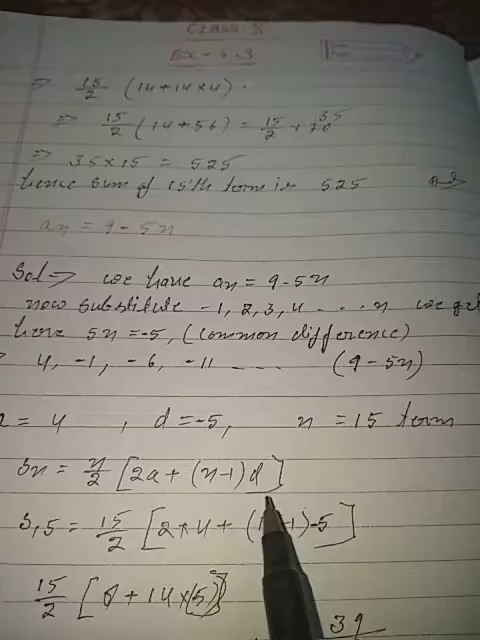 CLASS-X
EX-5.3
⇒ 15/2 (14+14×4).
⇒ 15/2 (14+56) = 15/2 × 70 35
⇒ 35×15 = 525
hence sum of 15th term is 525
an = 9-5n
Sol ⇒ we have an = 9-5n
now substitute -1, 2, 3, 4 .... n we get
here 5n = -5, (common difference)
4, -1, -6, -11 .... (9-5n)
= 4, d = -5, n = 15 term
Sn = n/2 [2a + (n-1)d]
S15 = 15/2 [2×4 + ( -1)-5]
15/2 [8 + 14×(-5)]
39